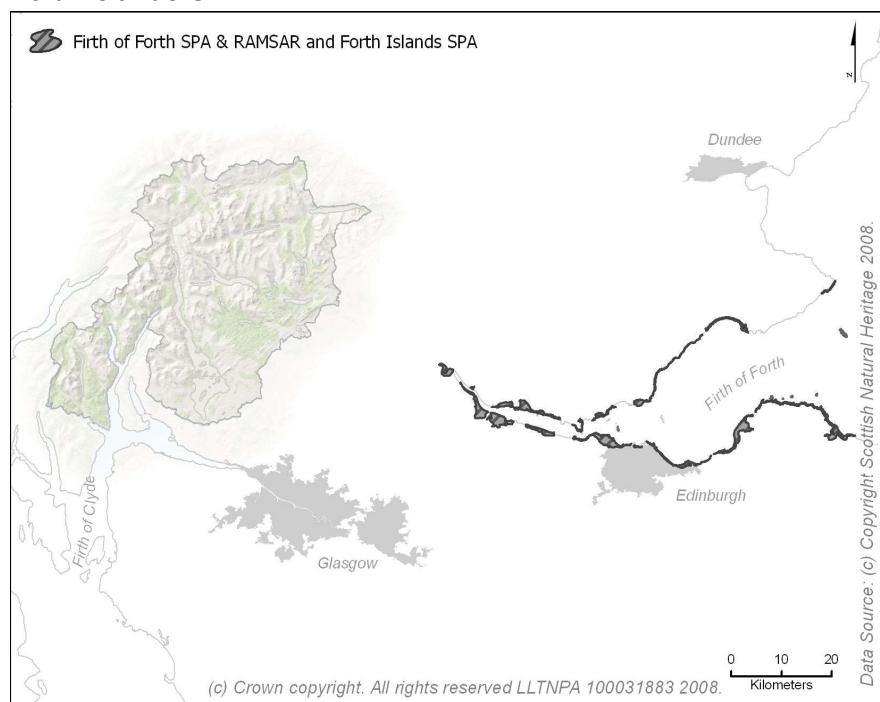 Firth of Forth SPA & RAMSAR and Forth Islands SPA
N
Dundee
Firth of Forth
Edinburgh
Firth of Clyde
Glasgow
0 10 20
Kilometers
(c) Crown copyright. All rights reserved LLTNPA 100031883 2008.
Data Source: (c) Copyright Scottish Natural Heritage 2008.